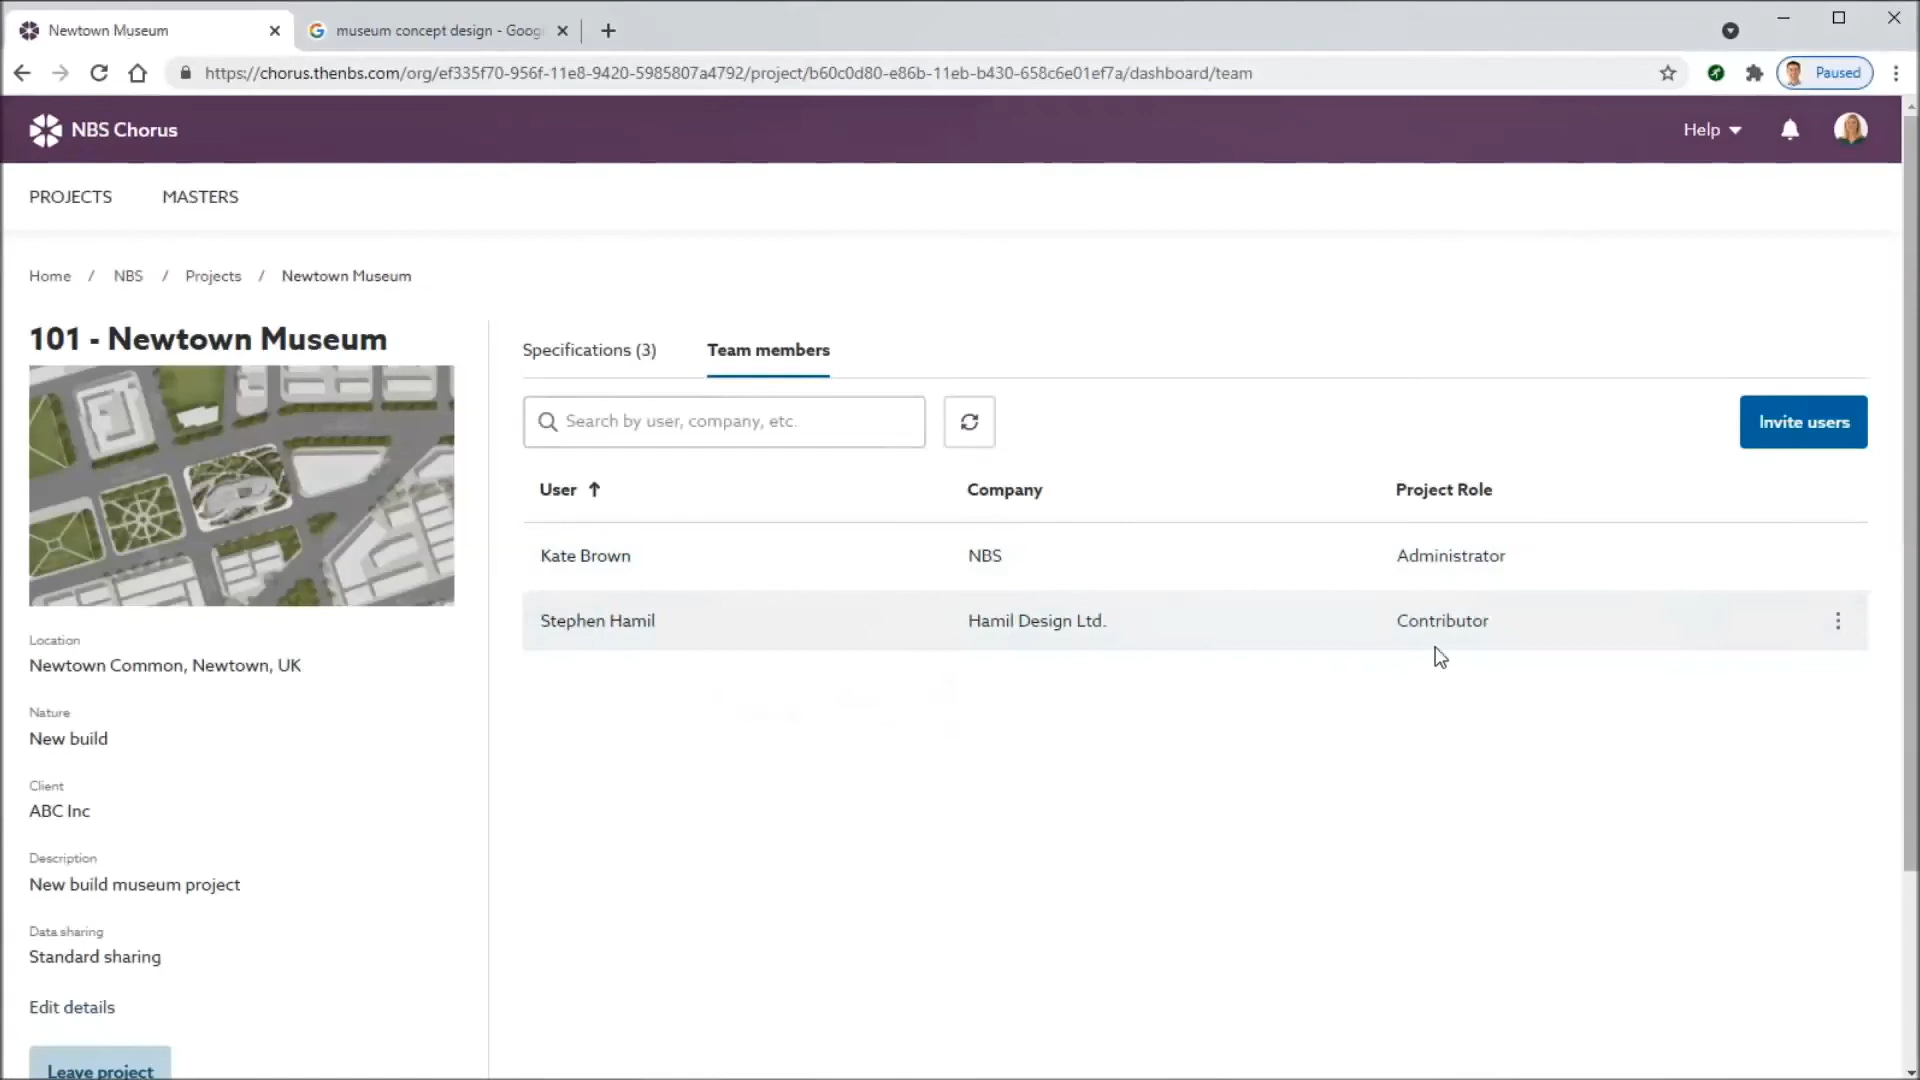 Newtown Museum
museum concept design - Goog
https://chorus.thenbs.com/org/ef335f70-956f-11e8-9420-5985807a4792/project/b60c0d80-e86b-11eb-b430-658c6e01ef7a/dashboard/team
Paused
NBS Chorus
Help
PROJECTS MASTERS
Home / NBS / Projects / Newtown Museum
101 - Newtown Museum
Location
Newtown Common, Newtown, UK
Nature
New build
Client
ABC Inc
Description
New build museum project
Data sharing
Standard sharing
Edit details
Leave project
Specifications (3) Team members
Search by user, company, etc.
Invite users
User Company Project Role
Kate Brown NBS Administrator
Stephen Hamil Hamil Design Ltd. Contributor